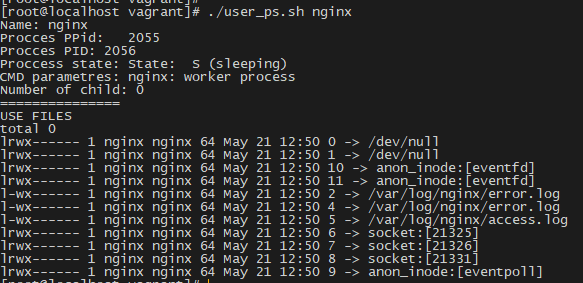 [root@localhost vagrant]#
[root@localhost vagrant]# ./user_ps.sh nginx
Name: nginx
Procces PPid:   2055
Procces PID: 2056
Proccess state: State:  S (sleeping)
CMD parametres: nginx: worker process
Number of child: 0
===============
USE FILES
total 0
lrwx------ 1 nginx nginx 64 May 21 12:50 0 -> /dev/null
lrwx------ 1 nginx nginx 64 May 21 12:50 1 -> /dev/null
lrwx------ 1 nginx nginx 64 May 21 12:50 10 -> anon_inode:[eventfd]
lrwx------ 1 nginx nginx 64 May 21 12:50 11 -> anon_inode:[eventfd]
l-wx------ 1 nginx nginx 64 May 21 12:50 2 -> /var/log/nginx/error.log
l-wx------ 1 nginx nginx 64 May 21 12:50 4 -> /var/log/nginx/error.log
l-wx------ 1 nginx nginx 64 May 21 12:50 5 -> /var/log/nginx/access.log
lrwx------ 1 nginx nginx 64 May 21 12:50 6 -> socket:[21325]
lrwx------ 1 nginx nginx 64 May 21 12:50 7 -> socket:[21326]
lrwx------ 1 nginx nginx 64 May 21 12:50 8 -> socket:[21331]
lrwx------ 1 nginx nginx 64 May 21 12:50 9 -> anon_inode:[eventpoll]
[root@localhost vagrant]#